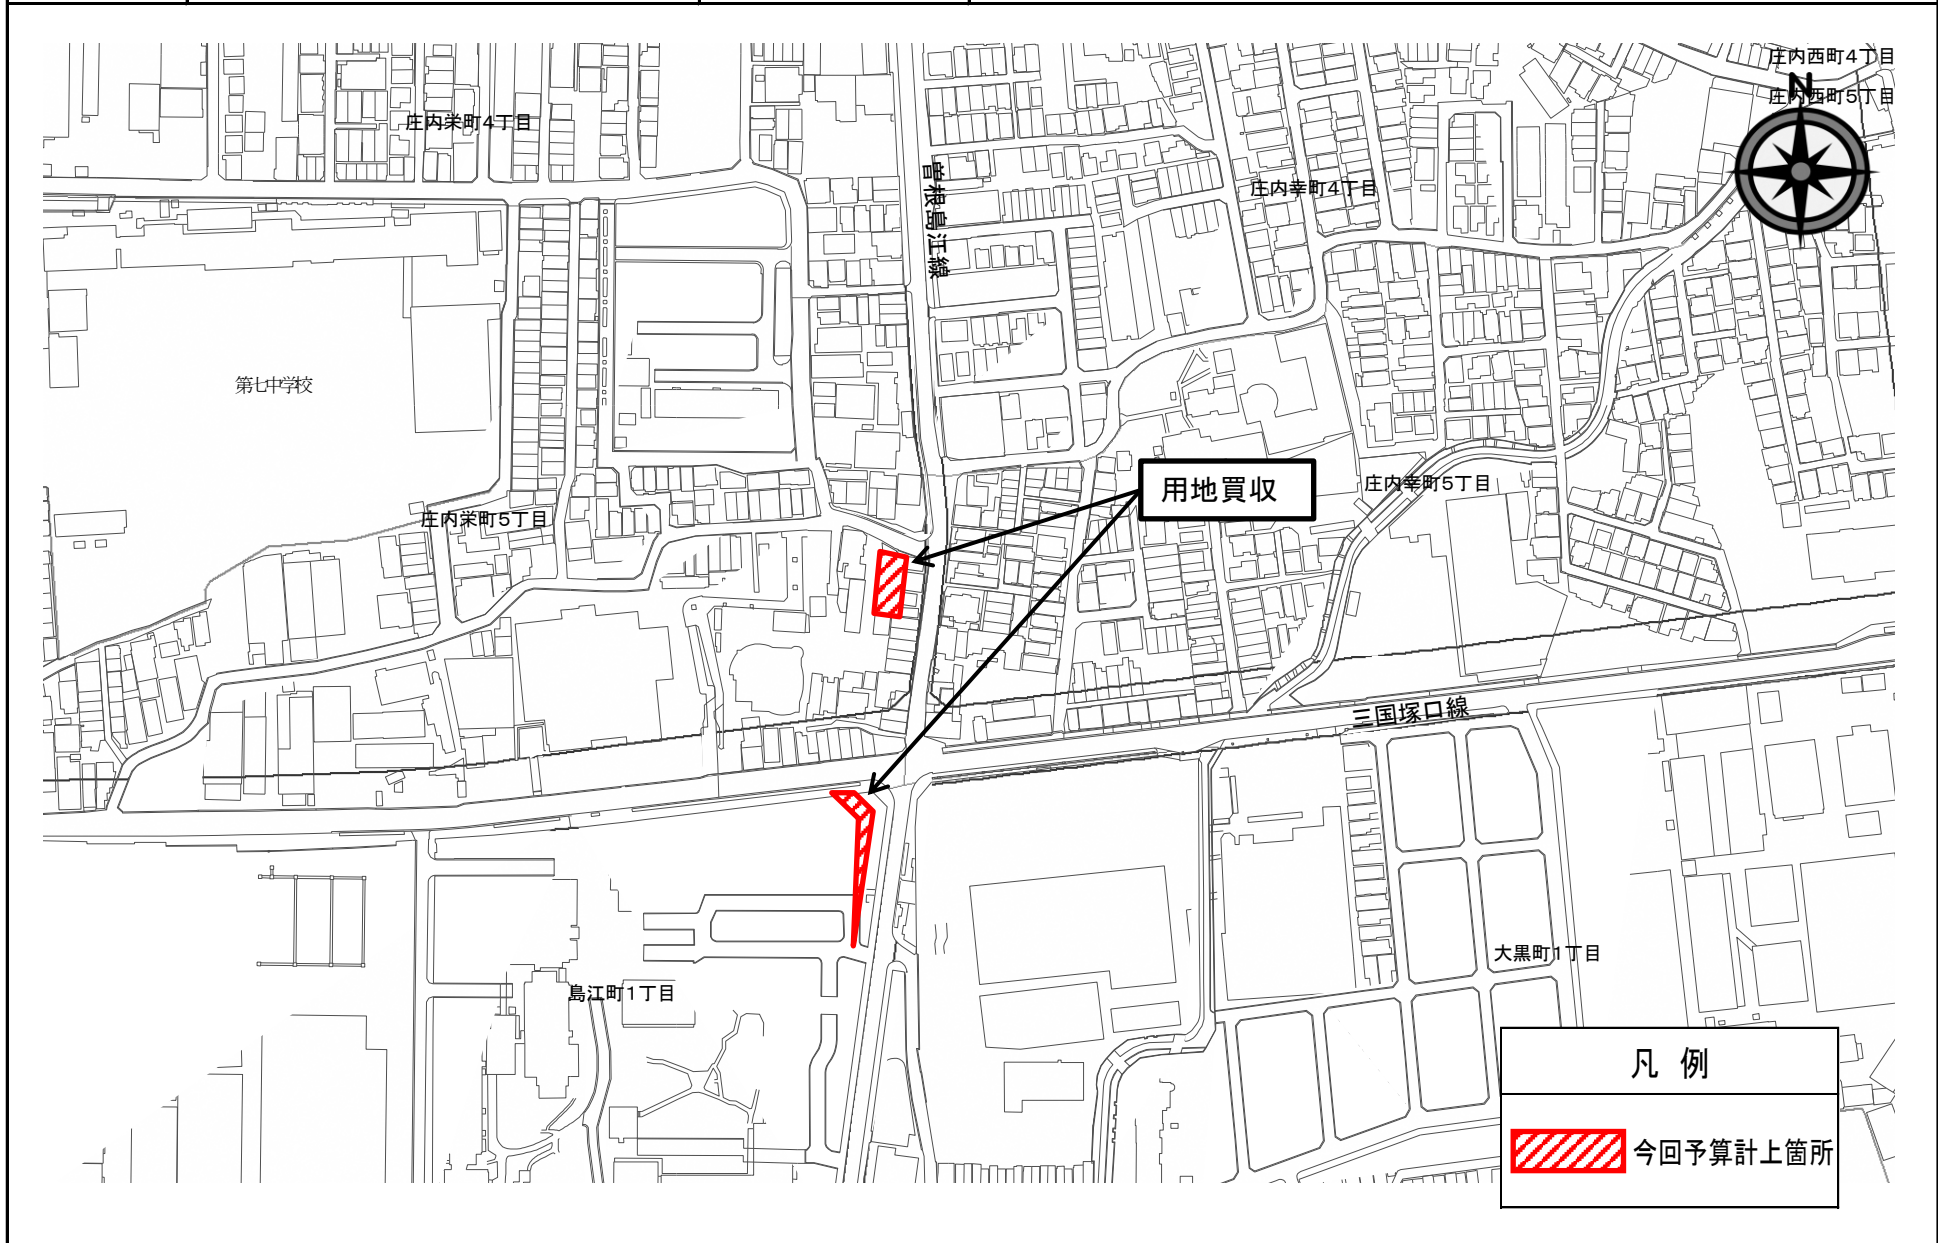 庄内西町4丁目
N
庄内西町5丁目
庄内栄町4丁目
庄内幸町4丁目
曽根島江線
第七中学校
用地買収
庄内幸町5丁目
庄内栄町5丁目
三国塚口線
大黒町1丁目
島江町1丁目
凡 例
今回予算計上箇所